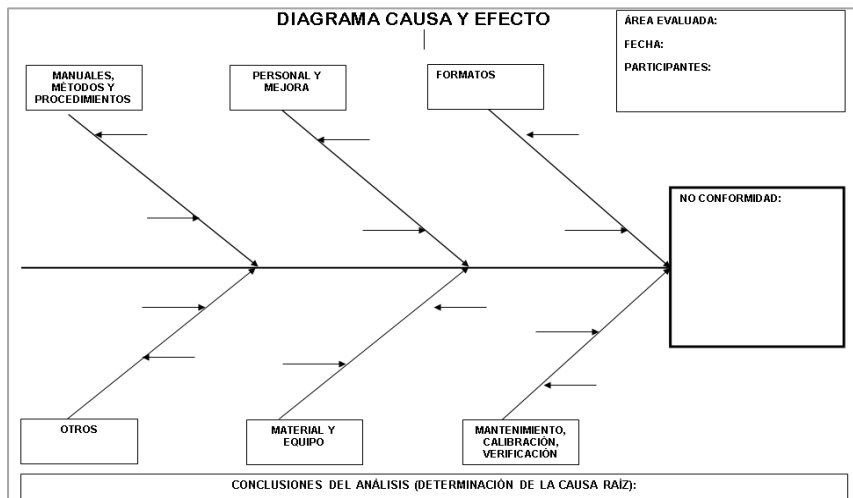 DIAGRAMA CAUSA Y EFECTO
ÁREA EVALUADA:
FECHA:
PARTICIPANTES:
MANUALES,
MÉTODOS Y
PROCEDIMIENTOS
PERSONAL Y
MEJORA
FORMATOS
NO CONFORMIDAD:
OTROS
MATERIAL Y
EQUIPO
MANTENIMIENTO,
CALIBRACIÓN,
VERIFICACIÓN
CONCLUSIONES DEL ANÁLISIS (DETERMINACIÓN DE LA CAUSA RAÍZ):